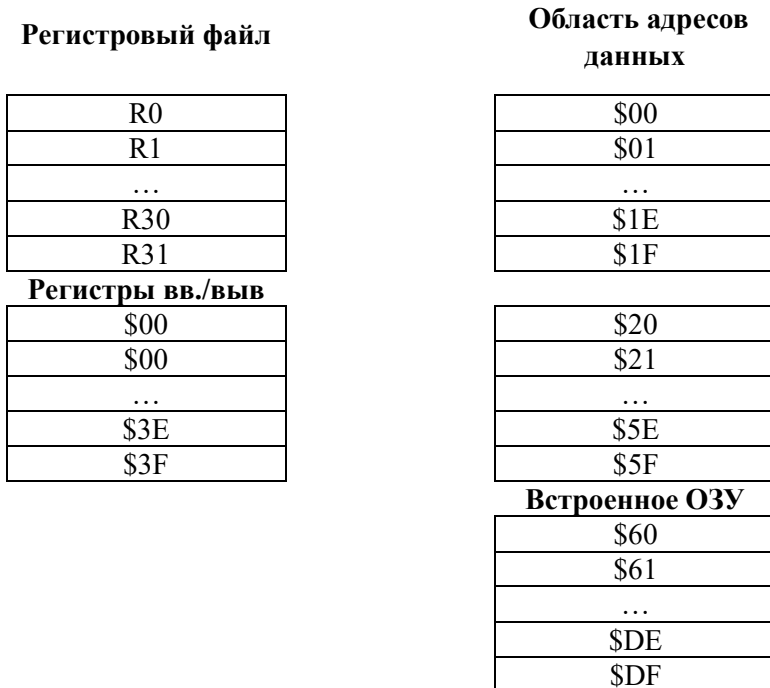 Регистровый файл
Область адресов
данных
R0
$00
R1
$01
…
…
R30
$1E
R31
$1F
Регистры вв./выв
$00
$20
$00
$21
…
…
$3E
$5E
$3F
$5F
Встроенное ОЗУ
$60
$61
…
$DE
$DF